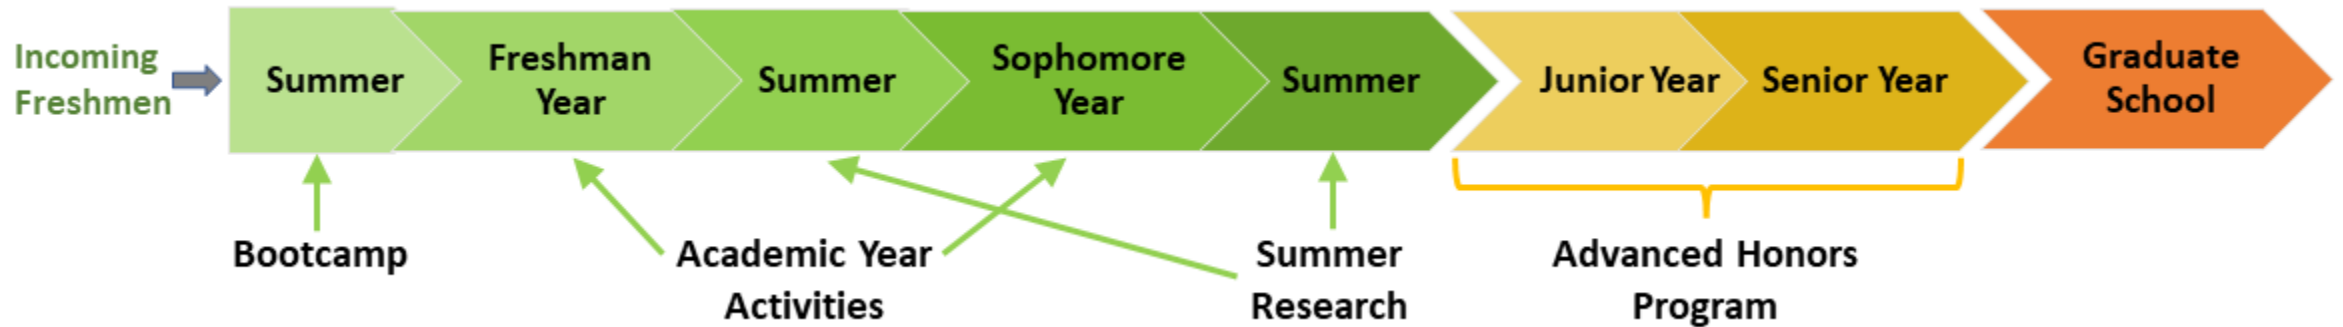 Incoming
Freshmen
Summer
Freshman
Year
Summer
Sophomore
Year
Summer
Junior Year
Senior Year
Graduate
School
Bootcamp
Academic Year
Activities
Summer
Research
Advanced Honors
Program